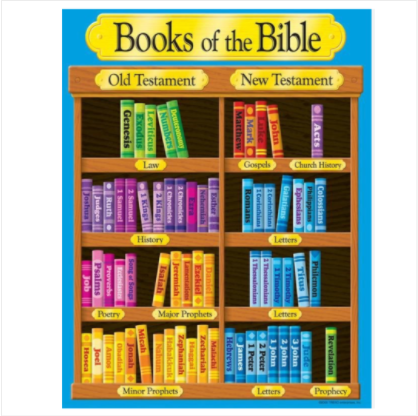 Books of the Bible
Old Testament
New Testament
Genesis
Exodus
Leviticus
Numbers
Deuteronomy
Law
Matthew
Mark
Luke
John
Acts
Gospels
Church History
Joshua
Judges
Ruth
1 Samuel
2 Samuel
1 Kings
2 Kings
1 Chronicles
2 Chronicles
Ezra
Nehemiah
Esther
History
Romans
1 Corinthians
2 Corinthians
Galatians
Ephesians
Philippians
Colossians
Letters
Job
Psalms
Proverbs
Song of Songs
Poetry
Isaiah
Jeremiah
Lamentations
Ezekiel
Daniel
Major Prophets
1 Thessalonians
2 Thessalonians
1 Timothy
2 Timothy
Titus
Philemon
Letters
Hosea
Joel
Amos
Obadiah
Jonah
Micah
Nahum
Habakkuk
Zephaniah
Haggai
Zechariah
Malachi
Minor Prophets
Hebrews
James
1 Peter
2 Peter
1 John
2 John
3 John
Jude
Letters
Revelation
Prophecy